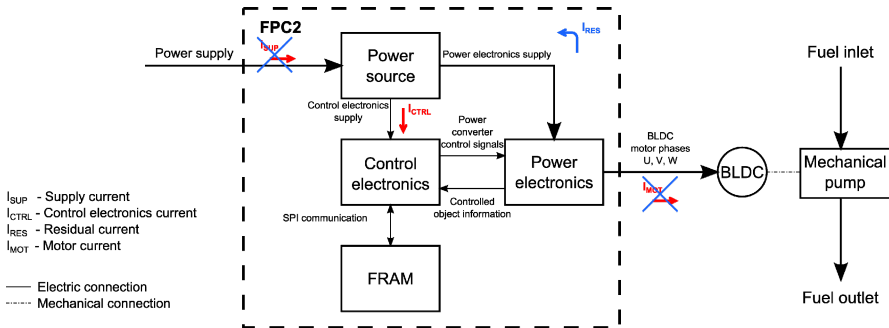 FPC2
I_RES
Fuel inlet
Power supply
I_SUP
Power
source
Power electronics supply
Control electronics
supply
I_CTRL
Power
converter
control signals
BLDC
motor phases
U, V, W
Control
electronics
Power
electronics
BLDC
Mechanical
pump
I_MOT
Controlled
object information
SPI communication
I_SUP - Supply current
I_CTRL - Control electronics current
I_RES - Residual current
I_MOT - Motor current
FRAM
Electric connection
Mechanical connection
Fuel outlet